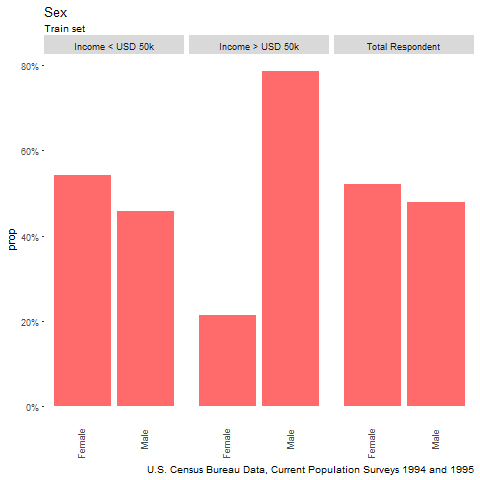 Sex
Train set
Income < USD 50k
Income > USD 50k
Total Respondent
80%
60%
40%
20%
0%
prop
Female
Male
Female
Male
Female
Male
U.S. Census Bureau Data, Current Population Surveys 1994 and 1995